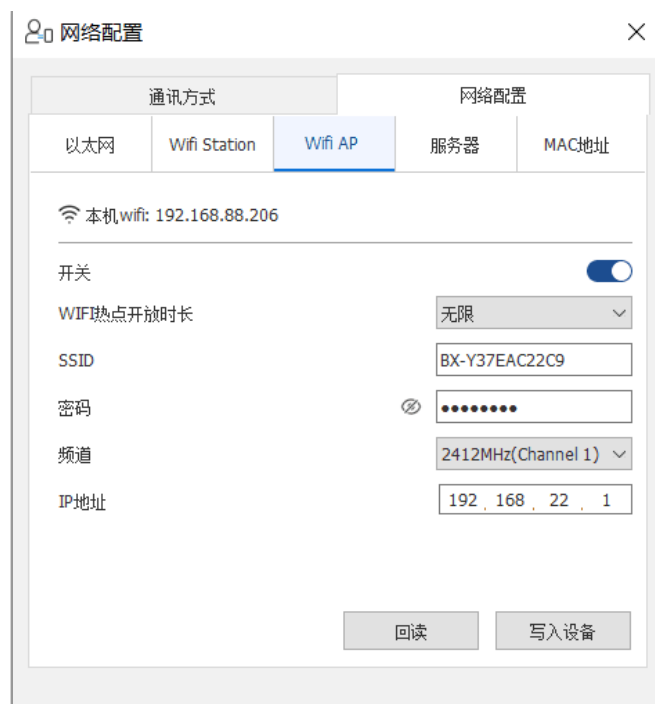 网络配置
通讯方式 网络配置
以太网 Wifi Station Wifi AP 服务器 MAC地址
本机wifi: 192.168.88.206
开关
WIFI热点开放时长 无限
SSID BX-Y37EAC22C9
密码 ●●●●●●●●
频道 2412MHz(Channel 1)
IP地址 192 . 168 . 22 . 1
回读 写入设备